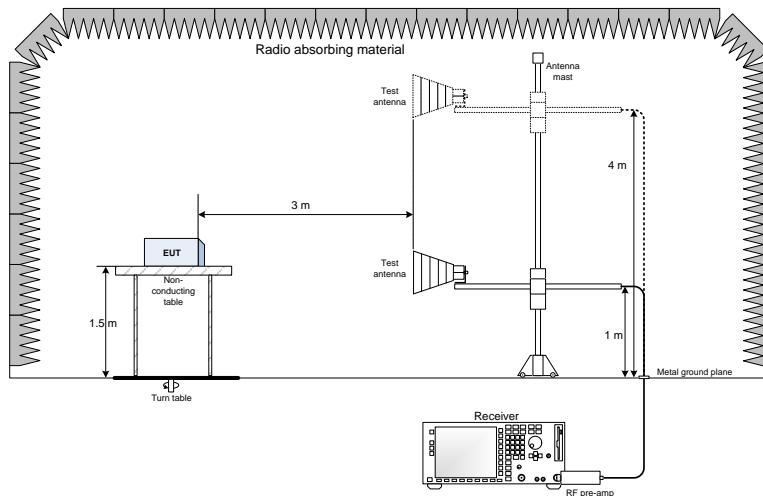 Radio absorbing material
Antenna
mast
Test
antenna
4 m
3 m
EUT
Test
antenna
Non-
conducting
table
1.5 m
1 m
Metal ground plane
Turn table
Receiver
RF pre-amp